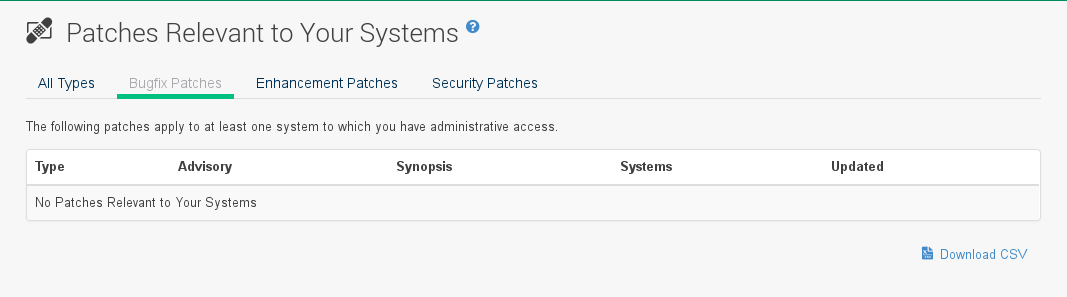 Patches Relevant to Your Systems ?
All Types Bugfix Patches Enhancement Patches Security Patches
The following patches apply to at least one system to which you have administrative access.
Type Advisory Synopsis Systems Updated
No Patches Relevant to Your Systems
Download CSV